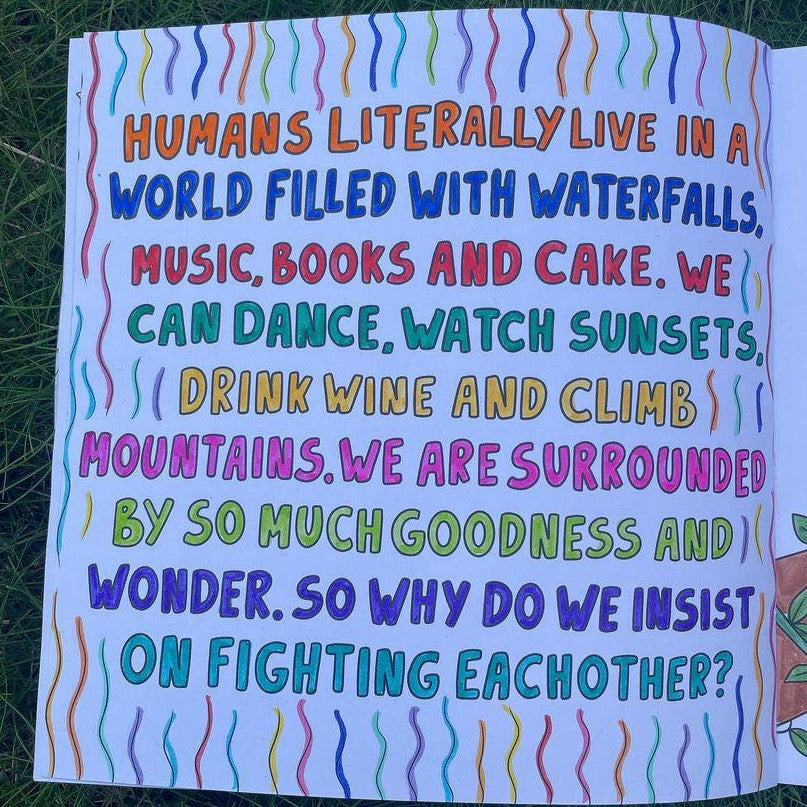 HUMANS LITERALLY LIVE IN A
WORLD FILLED WITH WATERFALLS,
MUSIC, BOOKS AND CAKE. WE
CAN DANCE, WATCH SUNSETS,
DRINK WINE AND CLIMB
MOUNTAINS. WE ARE SURROUNDED
BY SO MUCH GOODNESS AND
WONDER. SO WHY DO WE INSIST
ON FIGHTING EACHOTHER?